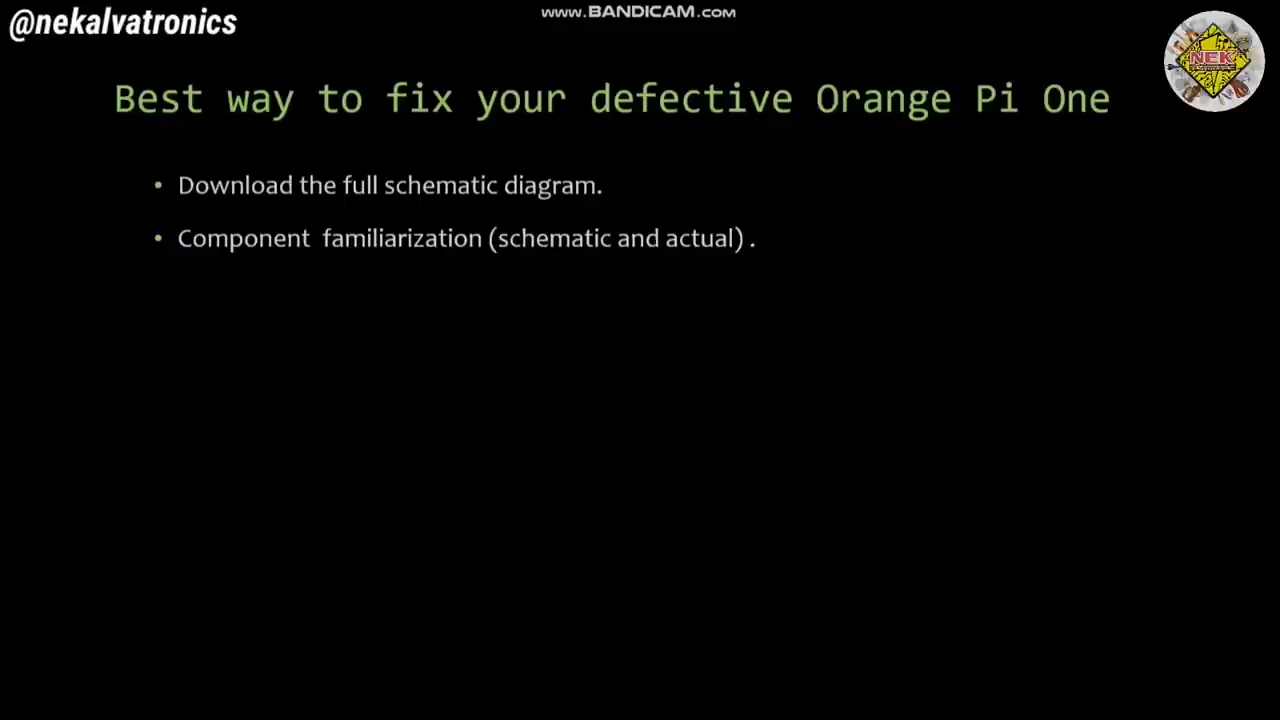 @nekalvatronics
www.BANDICAM.com
NEK
Best way to fix your defective Orange Pi One
• Download the full schematic diagram.
• Component familiarization (schematic and actual) .